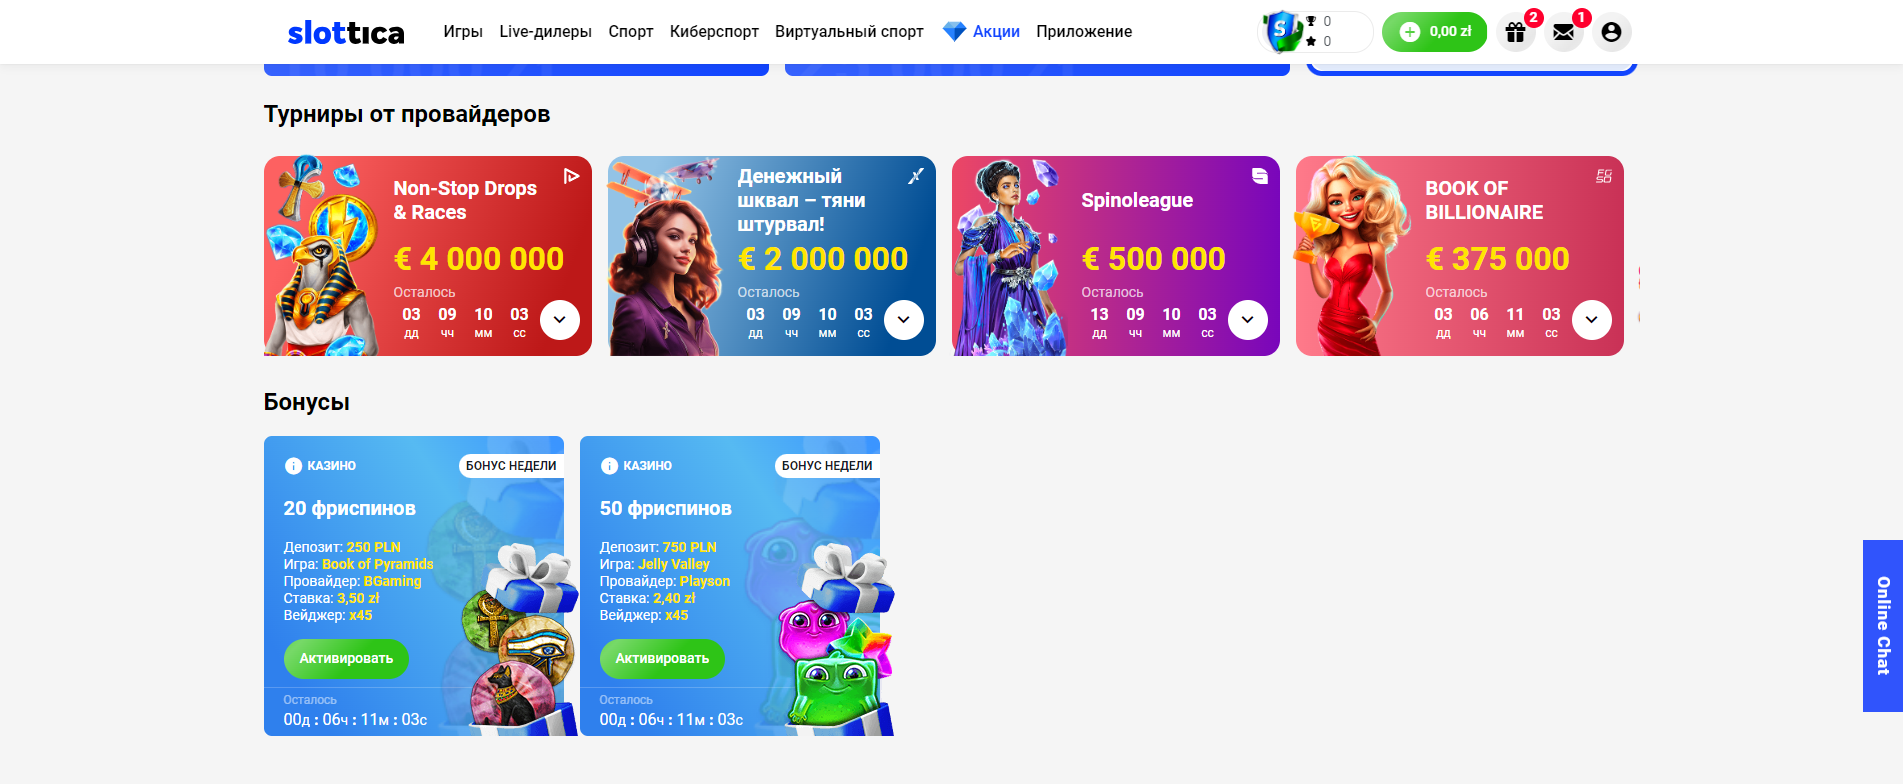 slottica
Игры Live-дилеры Спорт Киберспорт Виртуальный спорт Акции Приложение
S 0
0
0,00 zł
2
1
Турниры от провайдеров
Non-Stop Drops
& Races
€ 4 000 000
Осталось
03 09 10 03
дд чч мм сс
Денежный
шквал – тяни
штурвал!
€ 2 000 000
Осталось
03 09 10 03
дд чч мм сс
Spinoleague
€ 500 000
Осталось
13 09 10 03
дд чч мм сс
BOOK OF
BILLIONAIRE
€ 375 000
Осталось
03 06 11 03
дд чч мм сс
Бонусы
КАЗИНО
БОНУС НЕДЕЛИ
20 фриспинов
Депозит: 250 PLN
Игра: Book of Pyramids
Провайдер: BGaming
Ставка: 3,50 zł
Вейджер: x45
Активировать
Осталось
00д : 06ч : 11м : 03с
КАЗИНО
БОНУС НЕДЕЛИ
50 фриспинов
Депозит: 750 PLN
Игра: Jelly Valley
Провайдер: Playson
Ставка: 2,40 zł
Вейджер: x45
Активировать
Осталось
00д : 06ч : 11м : 03с
Online Chat